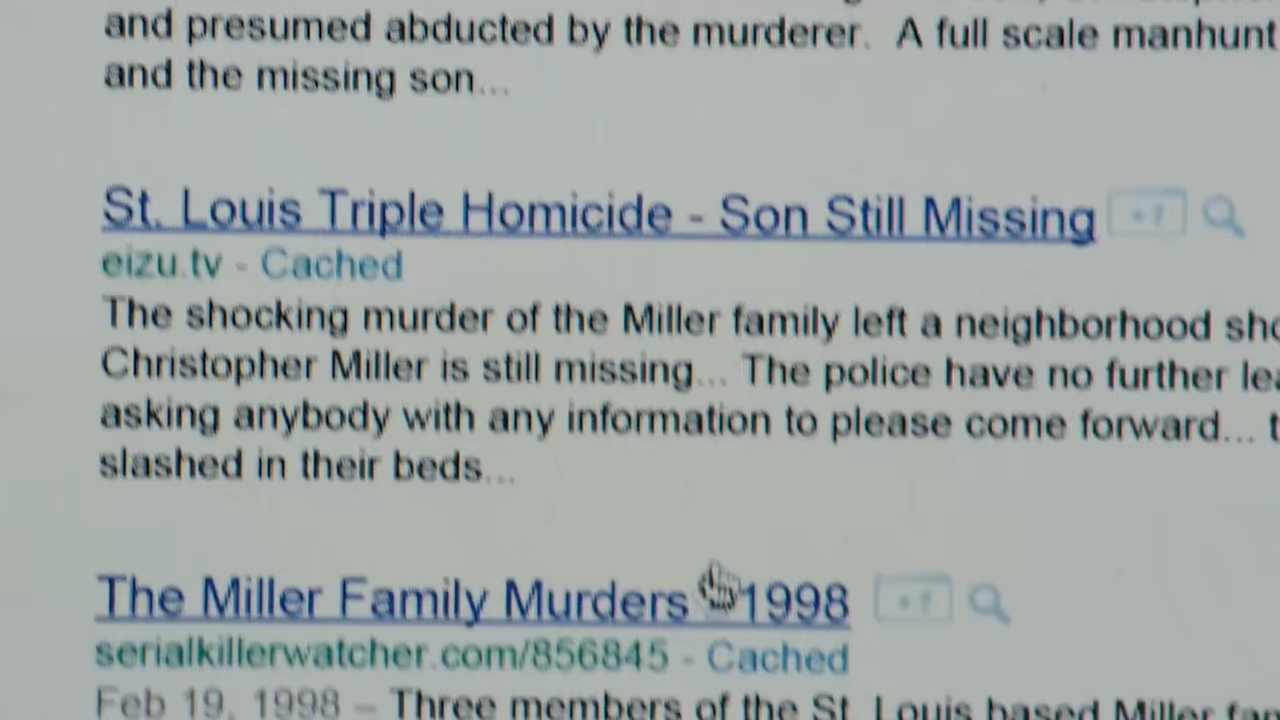 and presumed abducted by the murderer. A full scale manhunt
and the missing son...
St. Louis Triple Homicide - Son Still Missing +1
eizu.tv - Cached
The shocking murder of the Miller family left a neighborhood
Christopher Miller is still missing... The police have no further
asking anybody with any information to please come forward...
slashed in their beds...
The Miller Family Murders 1998 +1
serialkillerwatcher.com/856845 - Cached
Feb 19, 1998 – Three members of the St. Louis based Miller